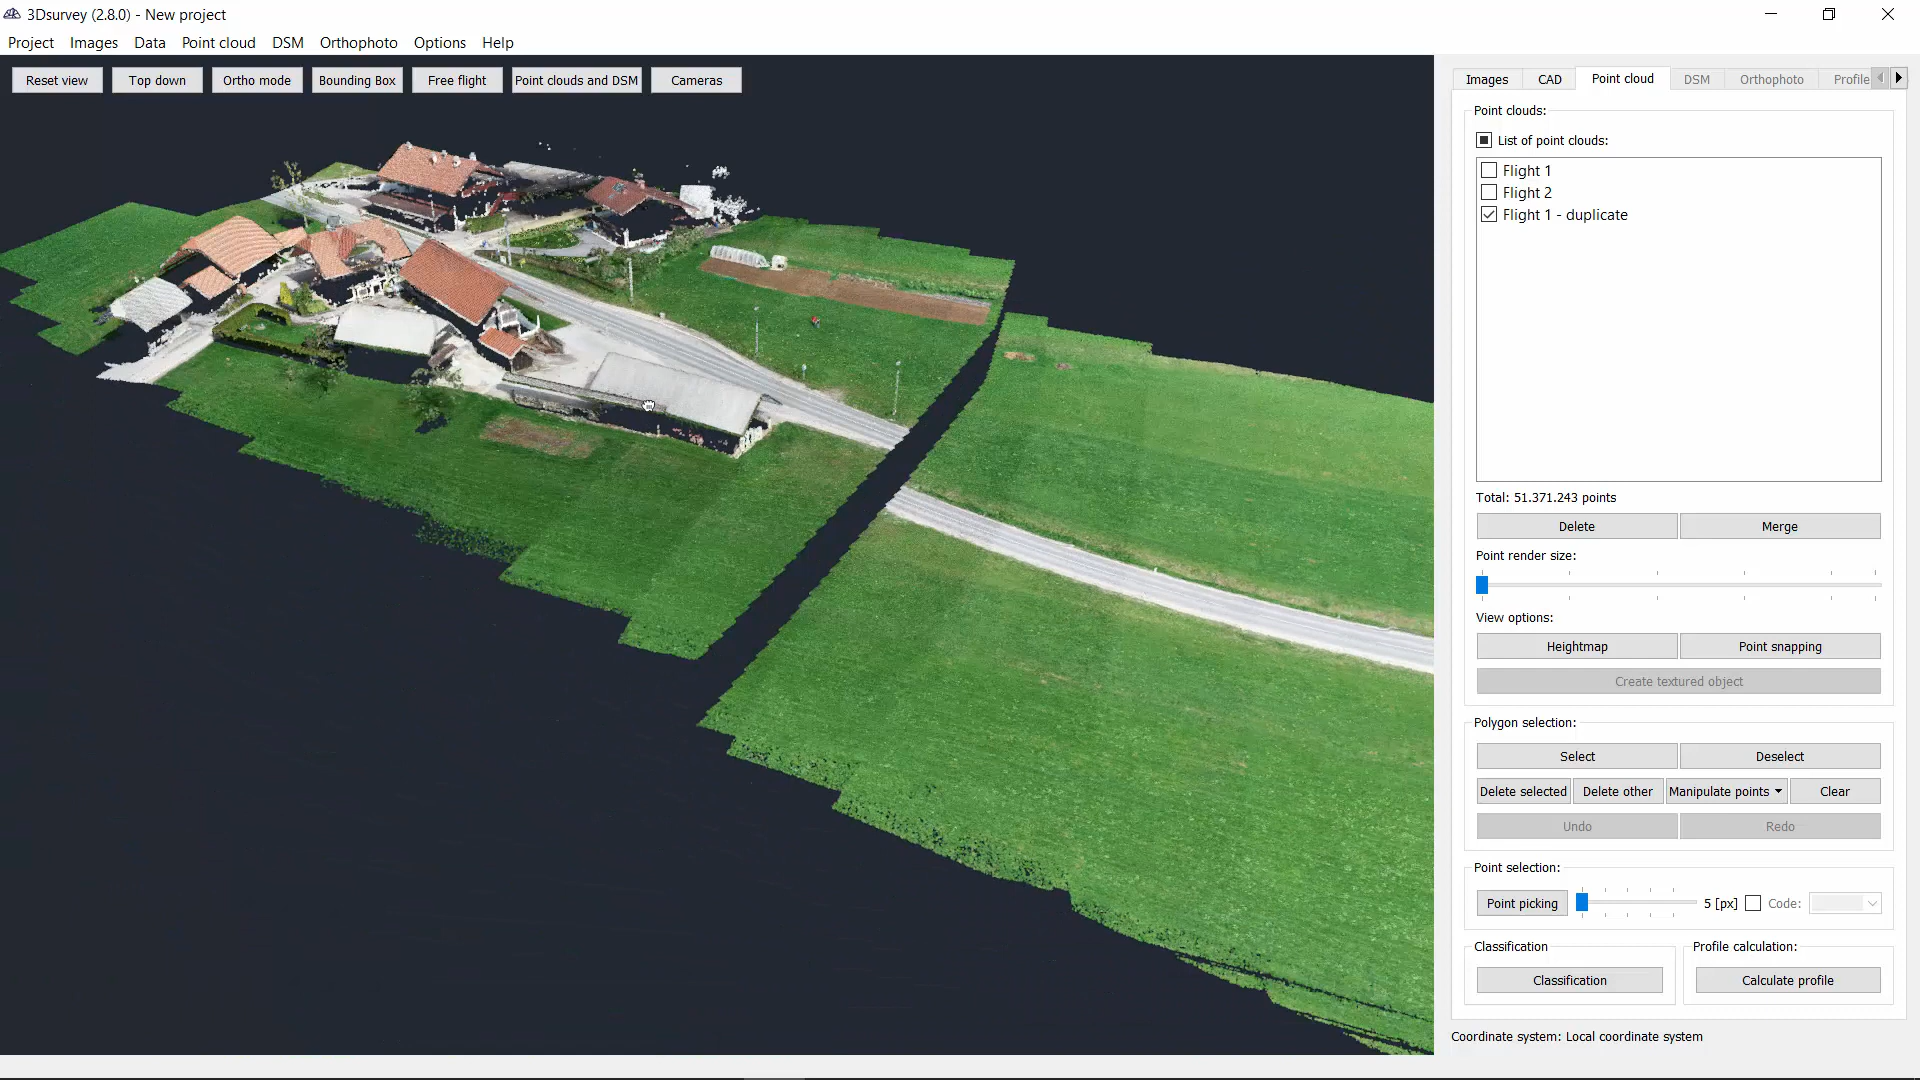 3Dsurvey (2.8.0) - New project
Project Images Data Point cloud DSM Orthophoto Options Help
Reset view Top down Ortho mode Bounding Box Free flight Point clouds and DSM Cameras
Images CAD Point cloud DSM Orthophoto Profile
Point clouds:
List of point clouds:
Flight 1
Flight 2
Flight 1 - duplicate
Total: 51.371.243 points
Delete Merge
Point render size:
View options:
Heightmap Point snapping
Create textured object
Polygon selection:
Select Deselect
Delete selected Delete other Manipulate points Clear
Undo Redo
Point selection:
Point picking 5 [px] Code:
Classification Profile calculation:
Classification Calculate profile
Coordinate system: Local coordinate system